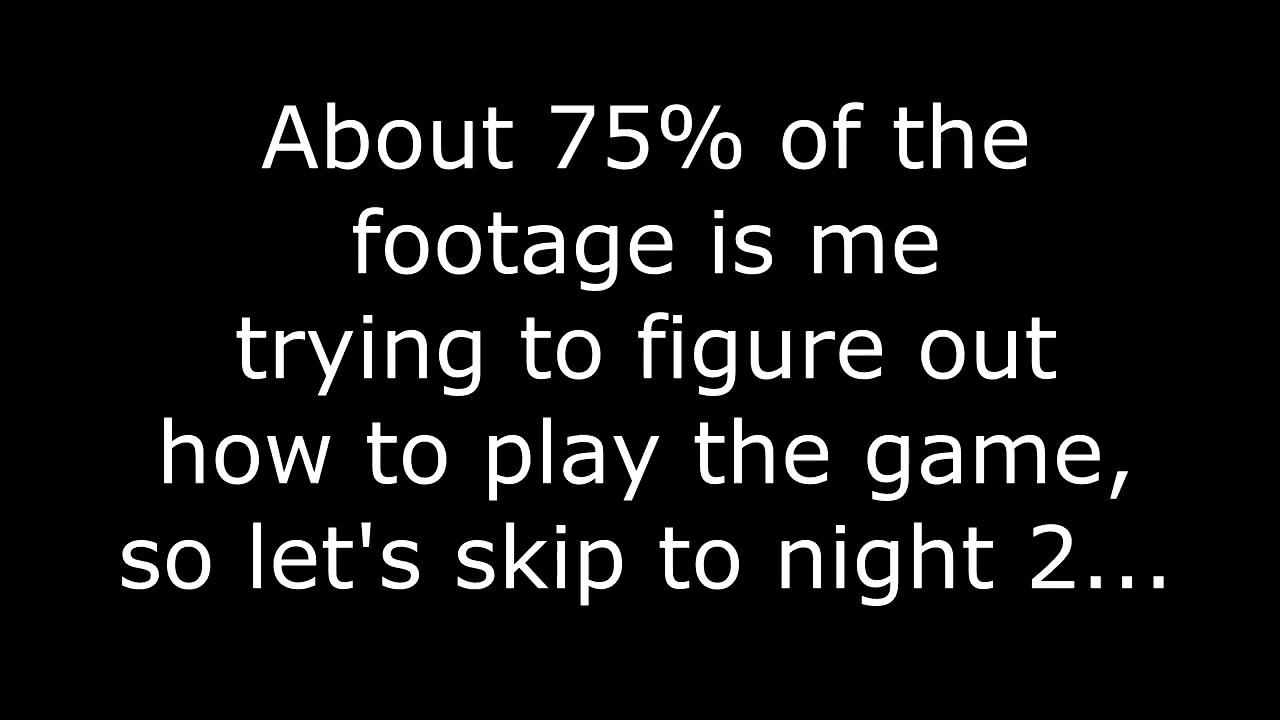 About 75% of the
footage is me
trying to figure out
how to play the game,
so let's skip to night 2...